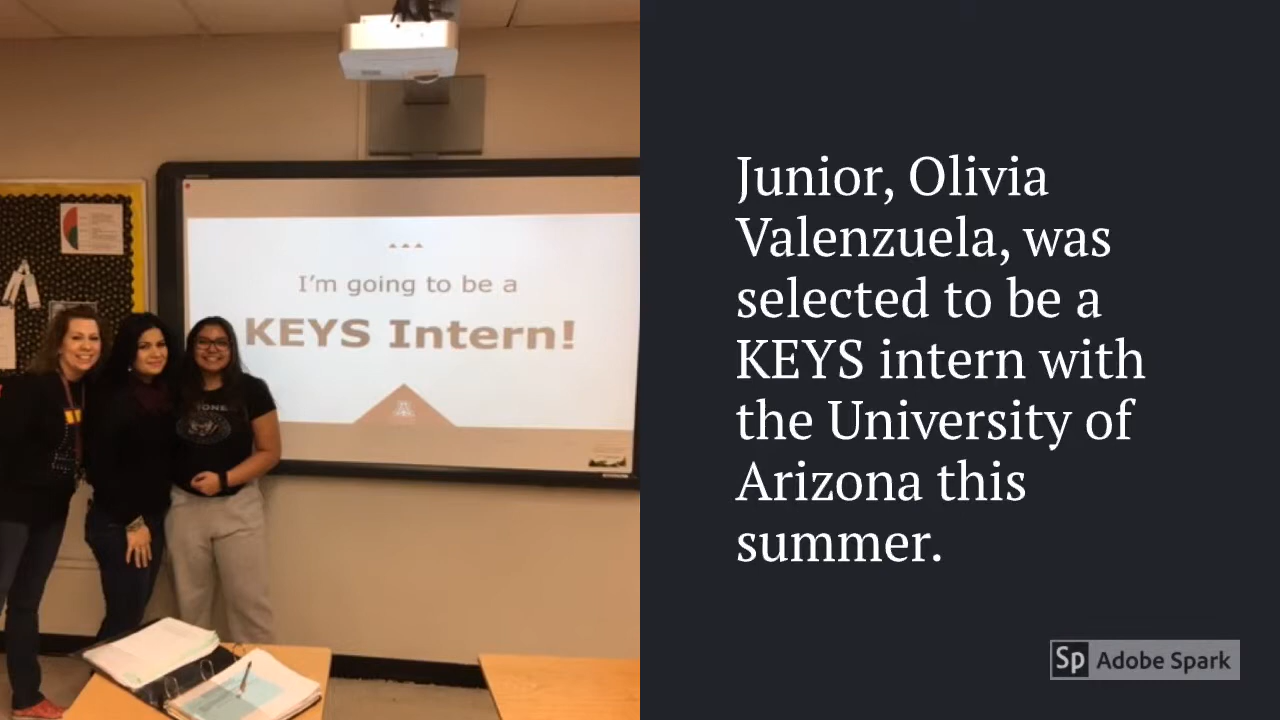 I'm going to be a
KEYS Intern!
Junior, Olivia
Valenzuela, was
selected to be a
KEYS intern with
the University of
Arizona this
summer.
Sp Adobe Spark